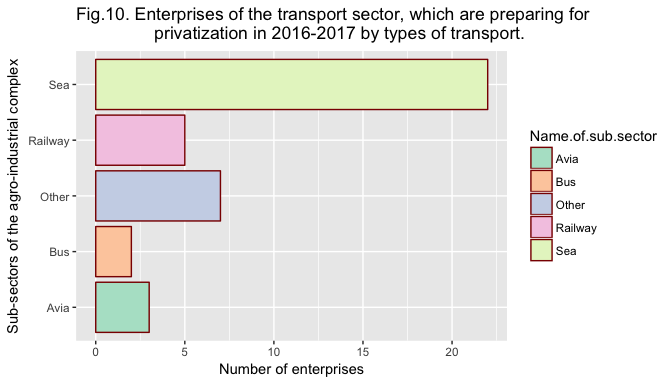 Fig.10. Enterprises of the transport sector, which are preparing for
privatization in 2016-2017 by types of transport.
Sub-sectors of the agro-industrial complex
Sea
Railway
Other
Bus
Avia
0
5
10
15
20
Number of enterprises
Name.of.sub.sector
Avia
Bus
Other
Railway
Sea